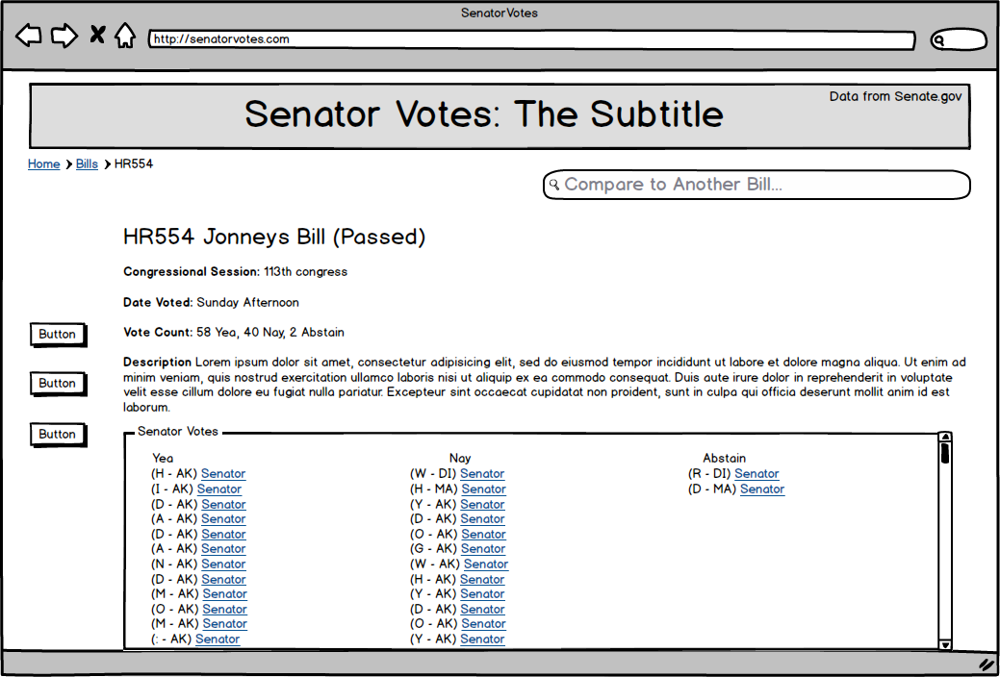 SenatorVotes
http://senatorvotes.com
Data from Senate.gov
Senator Votes: The Subtitle
Home > Bills > HR554
Compare to Another Bill...
HR554 Jonneys Bill (Passed)
Congressional Session: 113th congress
Date Voted: Sunday Afternoon
Button
Vote Count: 58 Yea, 40 Nay, 2 Abstain
Description Lorem ipsum dolor sit amet, consectetur adipisicing elit, sed do eiusmod tempor incididunt ut labore et dolore magna aliqua. Ut enim ad
minim veniam, quis nostrud exercitation ullamco laboris nisi ut aliquip ex ea commodo consequat. Duis aute irure dolor in reprehenderit in voluptate
velit esse cillum dolore eu fugiat nulla pariatur. Excepteur sint occaecat cupidatat non proident, sunt in culpa qui officia deserunt mollit anim id est
laborum.
Button
Button
Senator Votes
Yea
(H - AK) Senator
(I - AK) Senator
(D - AK) Senator
(A - AK) Senator
(D - AK) Senator
(A - AK) Senator
(N - AK) Senator
(D - AK) Senator
(M - AK) Senator
(O - AK) Senator
(M - AK) Senator
(: - AK) Senator
Nay
(W - DI) Senator
(H - MA) Senator
(Y - AK) Senator
(D - AK) Senator
(O - AK) Senator
(G - AK) Senator
(W - AK) Senator
(H - AK) Senator
(Y - AK) Senator
(D - AK) Senator
(O - AK) Senator
(Y - AK) Senator
Abstain
(R - DI) Senator
(D - MA) Senator